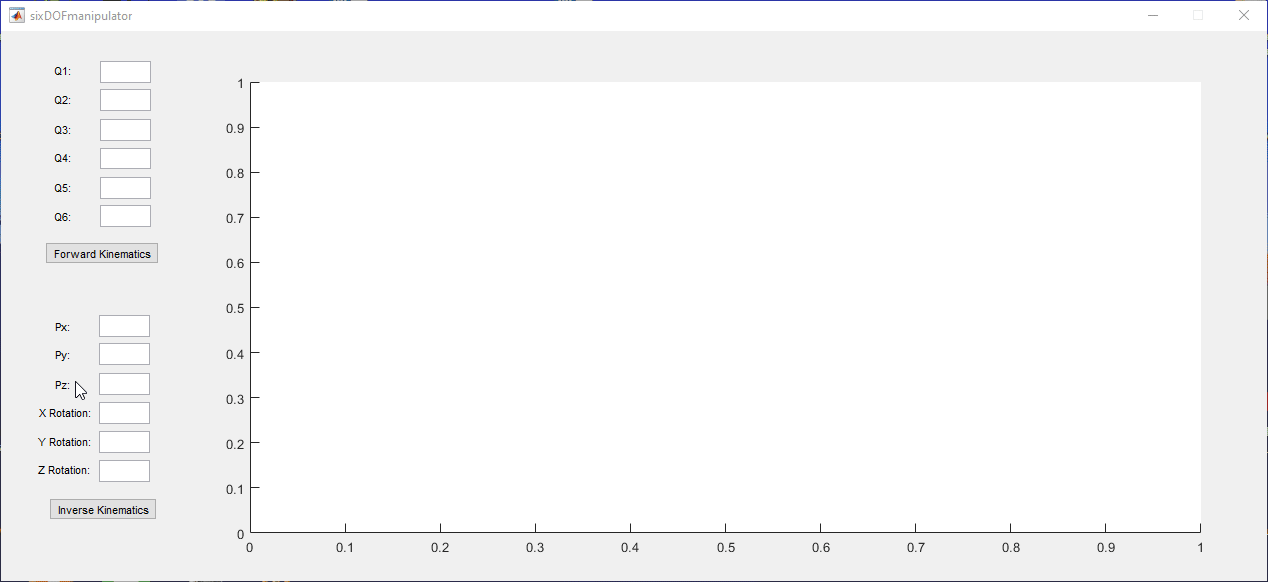 sixDOFmanipulator
Q1:
Q2:
Q3:
Q4:
Q5:
Q6:
Forward Kinematics
Px:
Py:
Pz:
X Rotation:
Y Rotation:
Z Rotation:
Inverse Kinematics
1
0.9
0.8
0.7
0.6
0.5
0.4
0.3
0.2
0.1
0
0 0.1 0.2 0.3 0.4 0.5 0.6 0.7 0.8 0.9 1